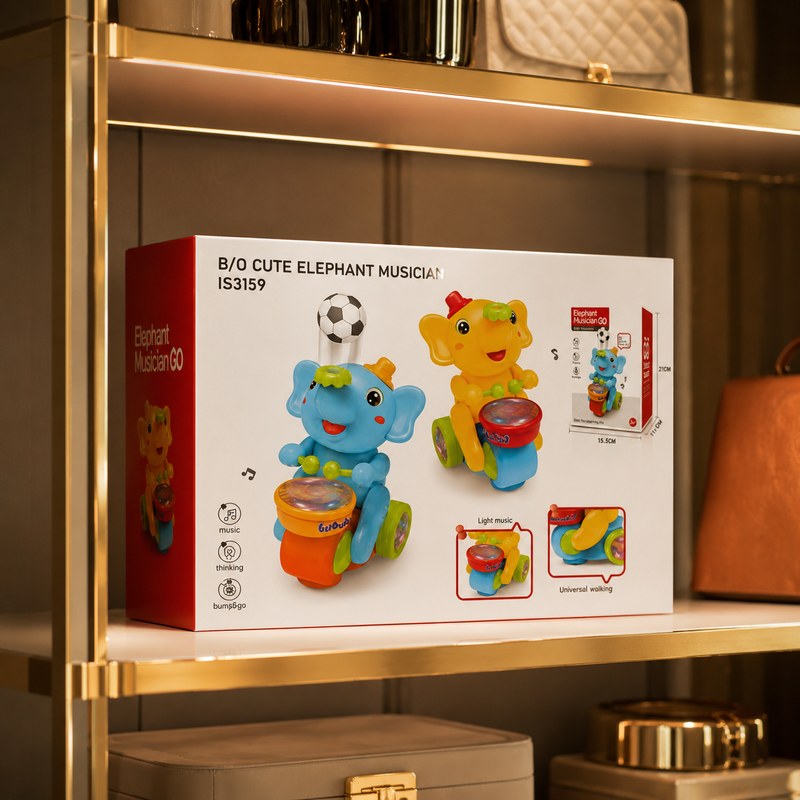 B/O CUTE ELEPHANT MUSICIAN
IS3159
Elephant
Musician GO
Elephant
Musician GO
21CM
15.5CM
music
thinking
bump&go
Light music
Universal walking